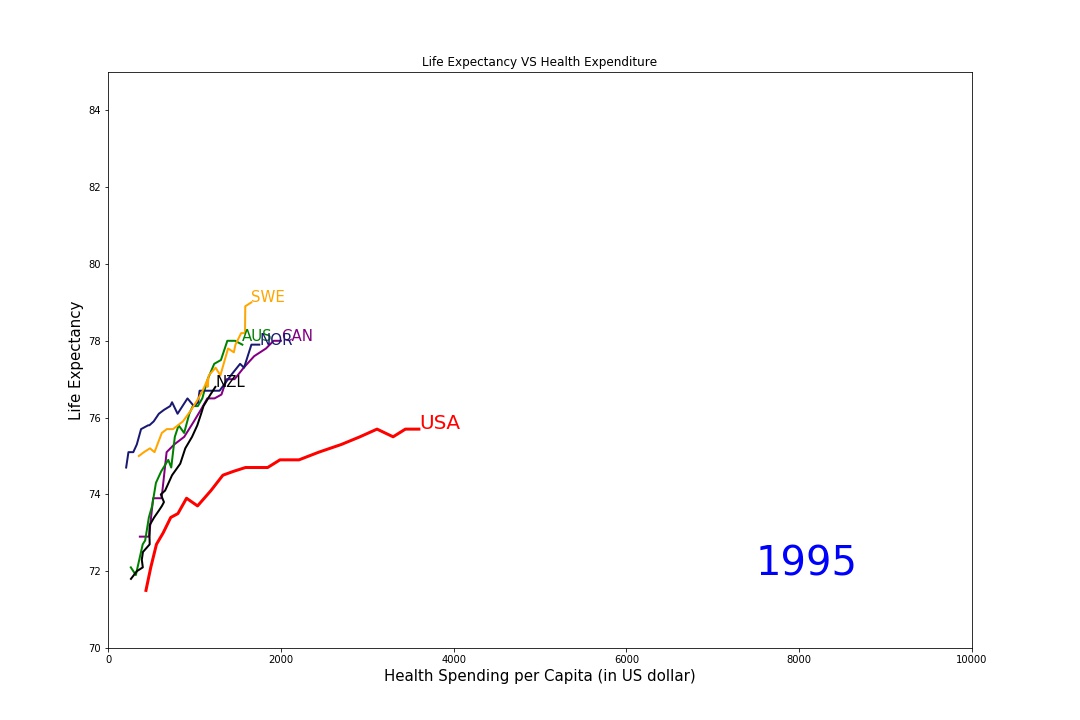 Life Expectancy VS Health Expenditure
84
82
80
78
76
74
72
70
Life Expectancy
SWE
AUS
NOR
CAN
NZL
USA
1995
0
2000
4000
6000
8000
10000
Health Spending per Capita (in US dollar)